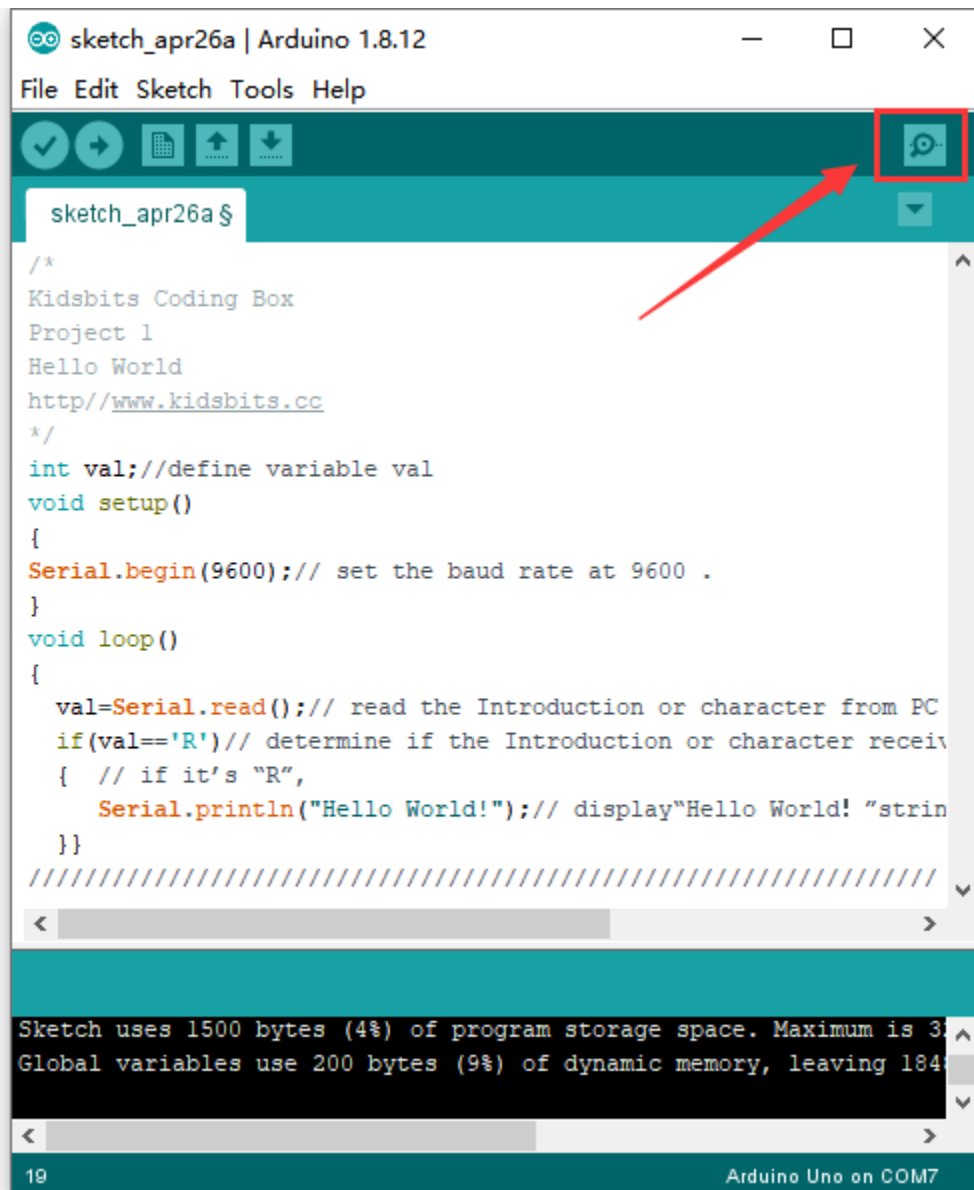 sketch_apr26a | Arduino 1.8.12
File Edit Sketch Tools Help
sketch_apr26a §
/*
Kidsbits Coding Box
Project 1
Hello World
http//www.kidsbits.cc
*/
int val;//define variable val
void setup()
{
Serial.begin(9600);// set the baud rate at 9600 .
}
void loop()
{
val=Serial.read();// read the Introduction or character from PC
if(val=='R')// determine if the Introduction or character receiv
{ // if it's “R”,
Serial.println("Hello World!");// display“Hello World! ”strin
}}
//////////////////////////////////////////////////////////////////
Sketch uses 1500 bytes (4%) of program storage space. Maximum is 3
Global variables use 200 bytes (9%) of dynamic memory, leaving 184
19
Arduino Uno on COM7